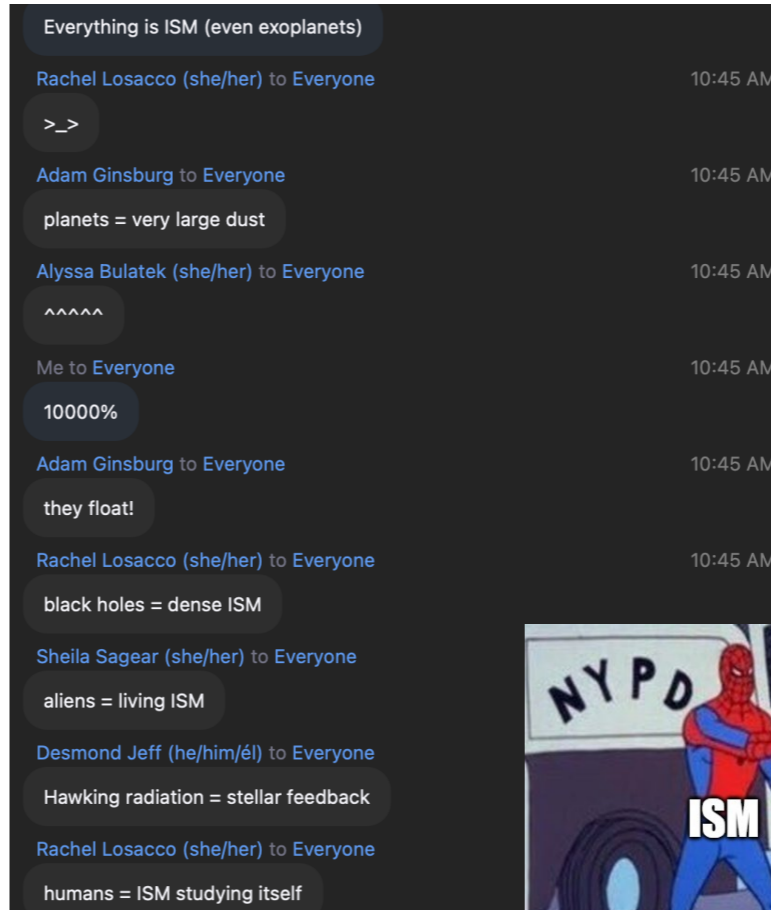 Everything is ISM (even exoplanets)
Rachel Losacco (she/her) to Everyone 10:45 AM
>_>
Adam Ginsburg to Everyone 10:45 AM
planets = very large dust
Alyssa Bulatek (she/her) to Everyone 10:45 AM
^^^^^
Me to Everyone 10:45 AM
10000%
Adam Ginsburg to Everyone 10:45 AM
they float!
Rachel Losacco (she/her) to Everyone 10:45 AM
black holes = dense ISM
Sheila Sagear (she/her) to Everyone
aliens = living ISM
Desmond Jeff (he/him/él) to Everyone
Hawking radiation = stellar feedback
Rachel Losacco (she/her) to Everyone
humans = ISM studying itself
NYPD
ISM